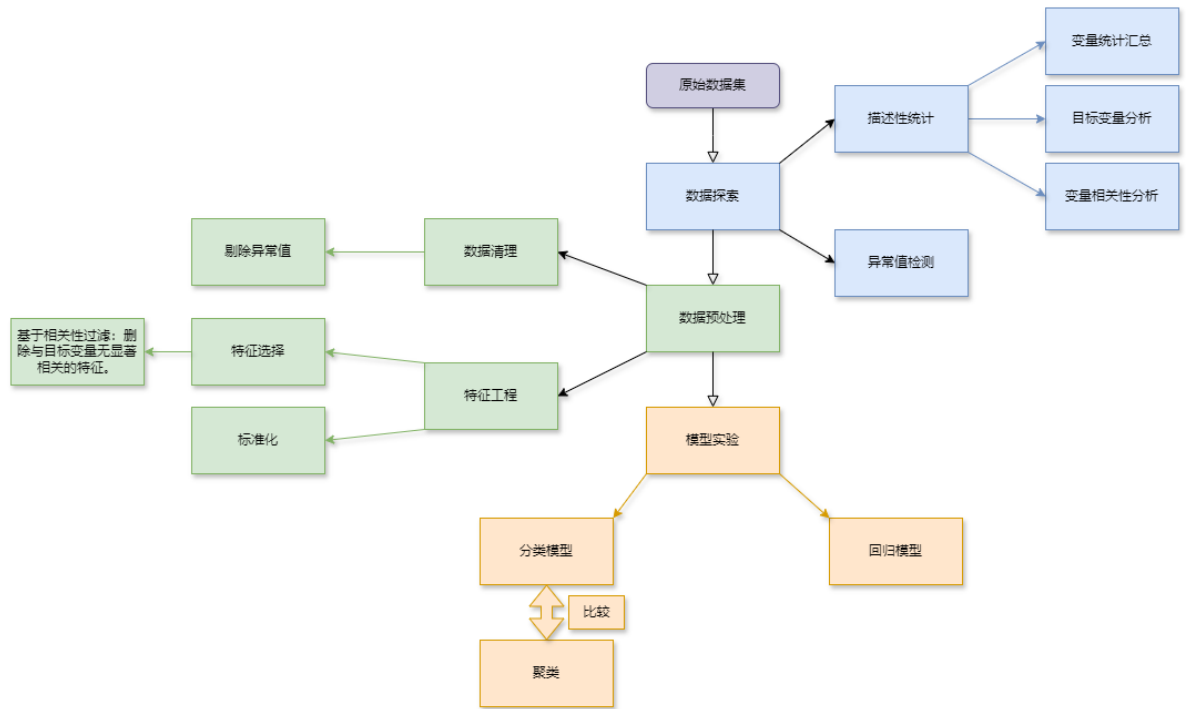 变量统计汇总
原始数据集
描述性统计
目标变量分析
数据探索
变量相关性分析
剔除异常值
数据清理
异常值检测
数据预处理
基于相关性过滤：删
除与目标变量无显著
相关的特征。
特征选择
特征工程
标准化
模型实验
分类模型
回归模型
比较
聚类